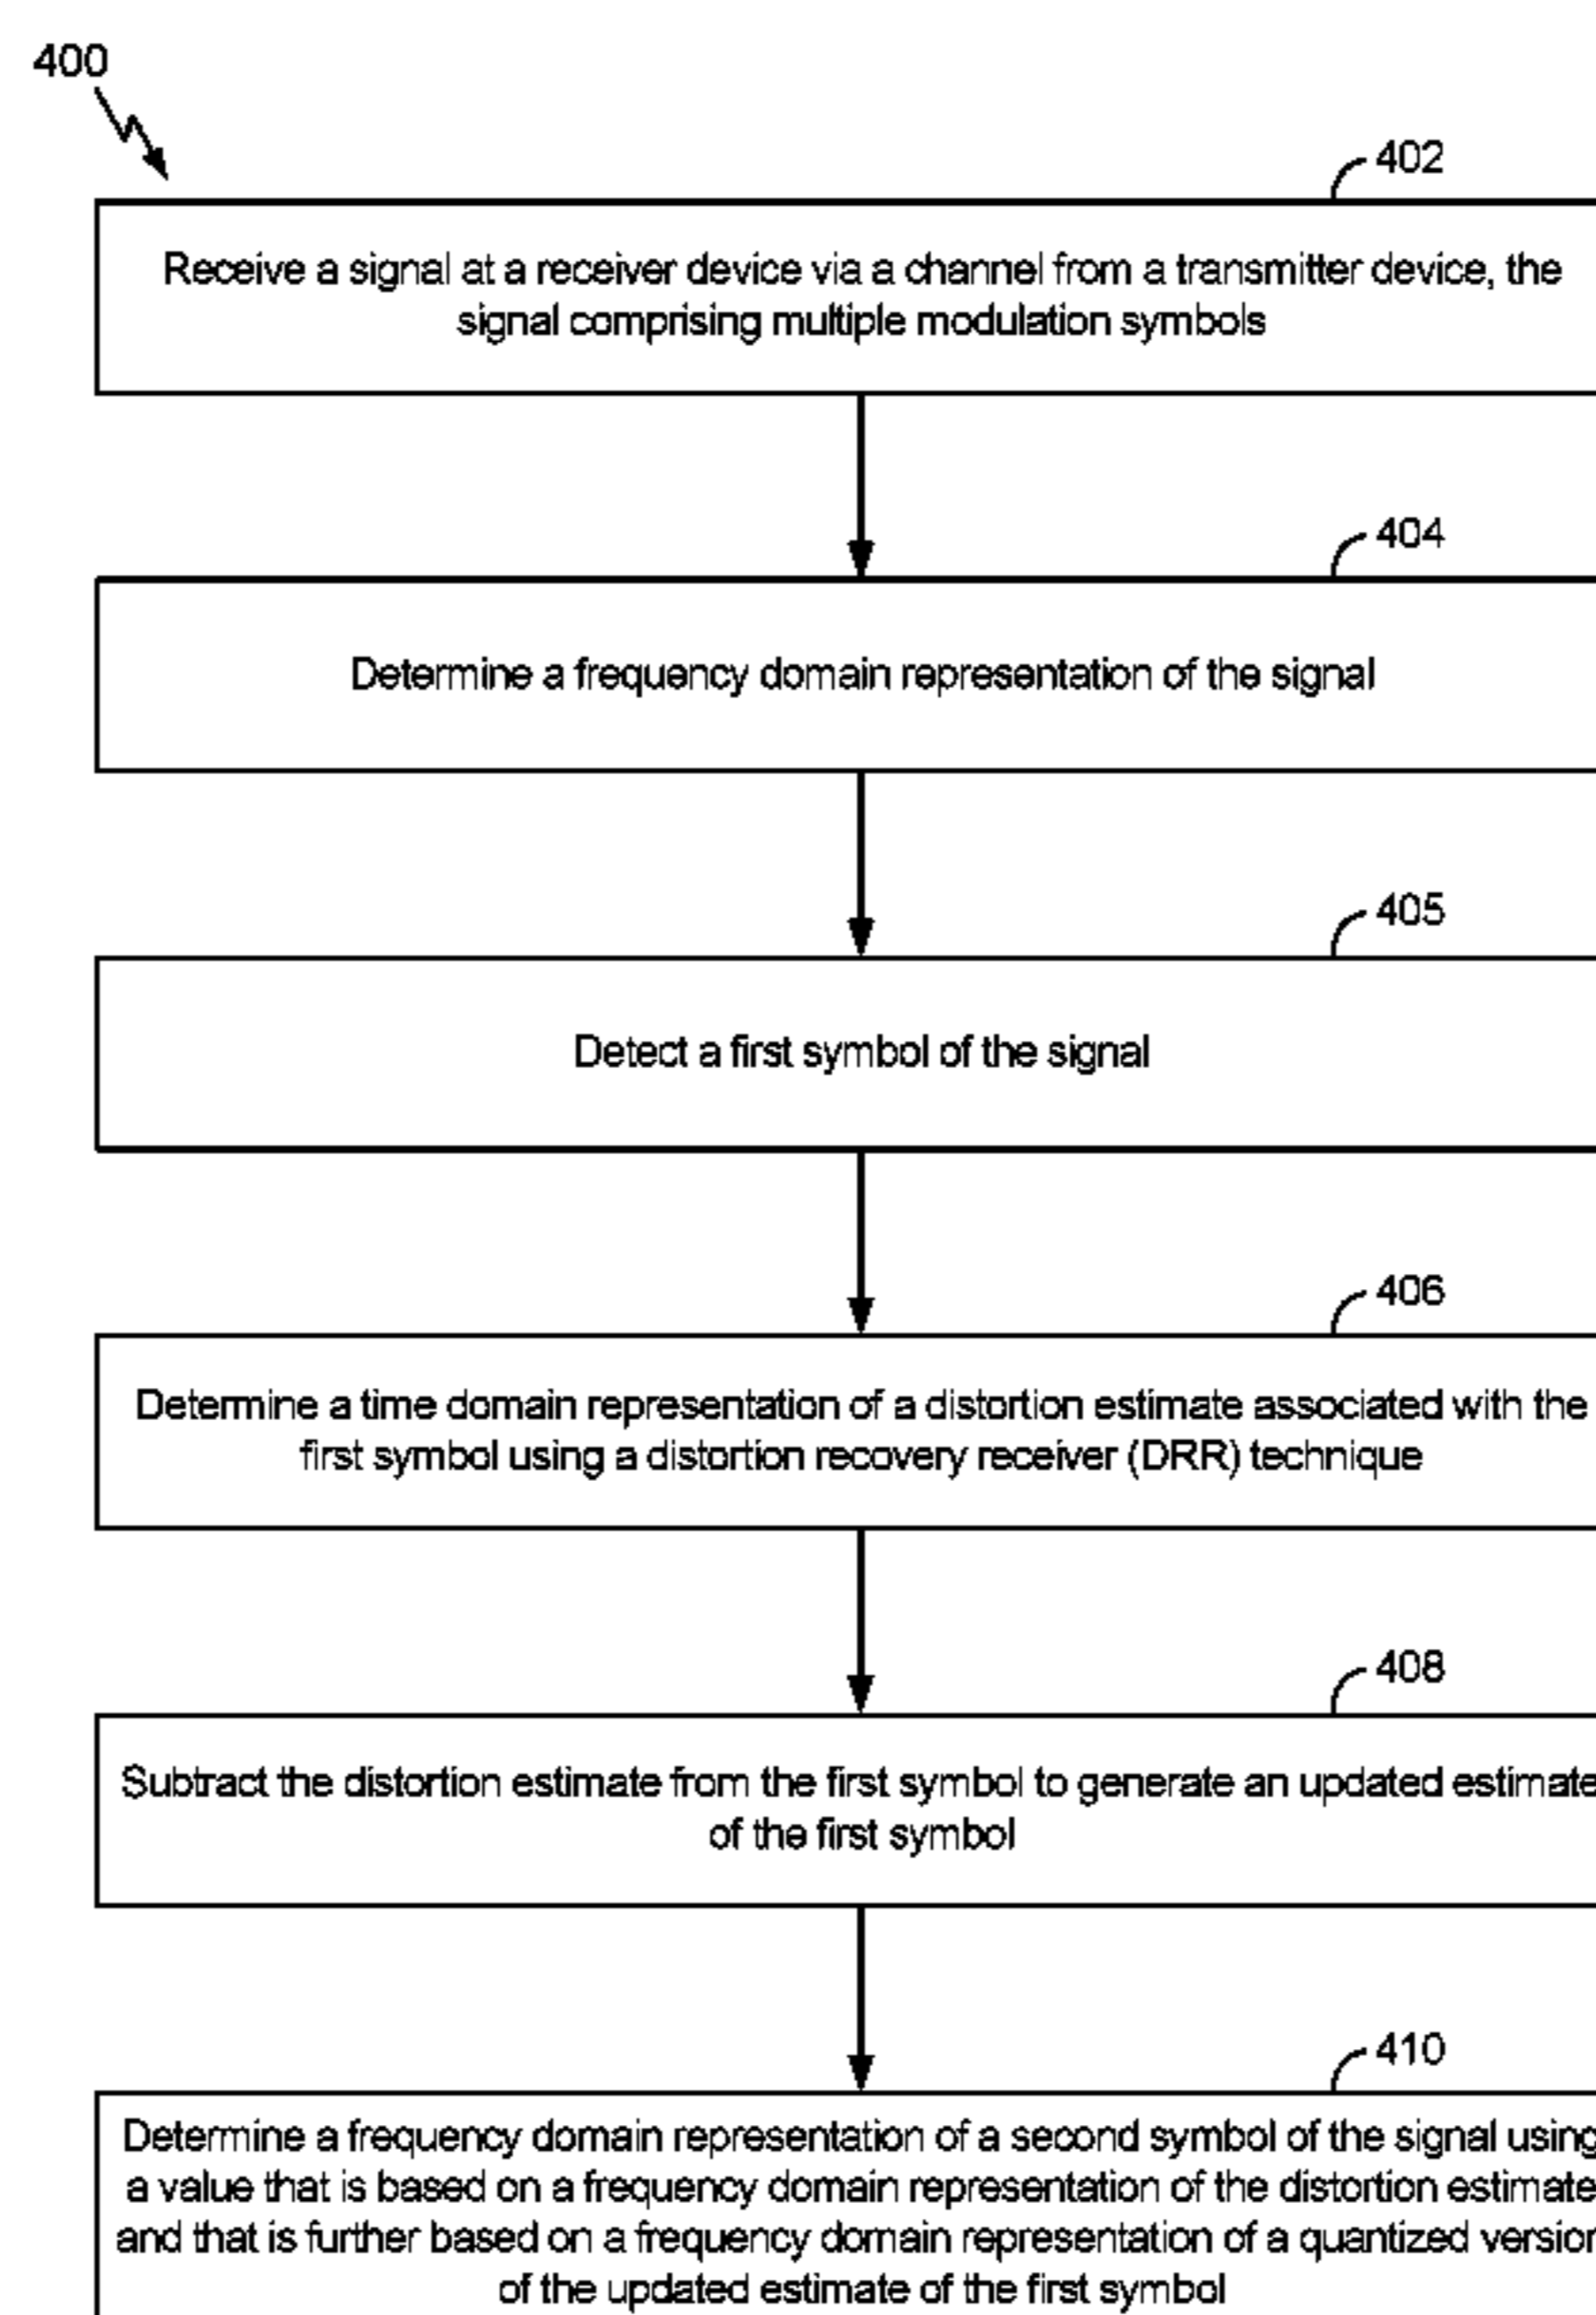 400
402
Receive a signal at a receiver device via a channel from a transmitter device, the
signal comprising multiple modulation symbols
404
Determine a frequency domain representation of the signal
405
Detect a first symbol of the signal
406
Determine a time domain representation of a distortion estimate associated with the
first symbol using a distortion recovery receiver (DRR) technique
408
Subtract the distortion estimate from the first symbol to generate an updated estimate
of the first symbol
410
Determine a frequency domain representation of a second symbol of the signal using
a value that is based on a frequency domain representation of the distortion estimate
and that is further based on a frequency domain representation of a quantized version
of the updated estimate of the first symbol